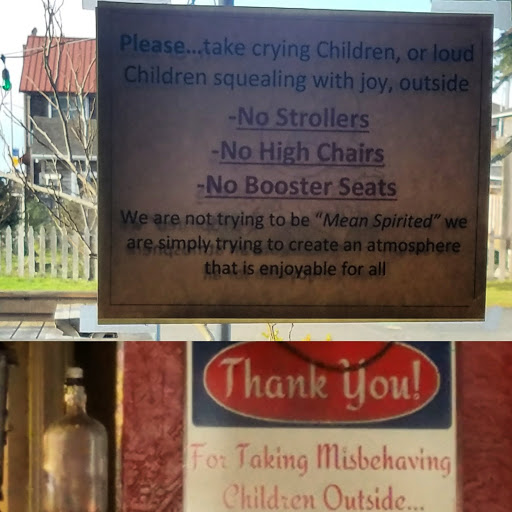 Please...take crying Children, or loud
Children squealing with joy, outside
-No Strollers
-No High Chairs
-No Booster Seats
We are not trying to be "Mean Spirited" we
are simply trying to create an atmosphere
that is enjoyable for all
Thank You!
For Taking Misbehaving
Children Outside...